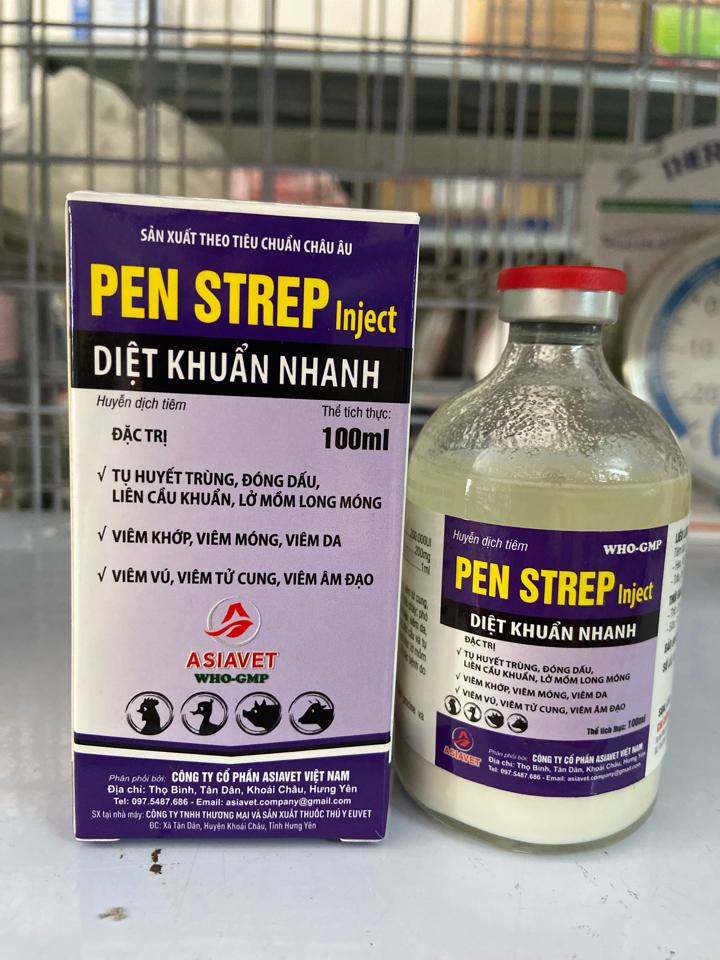 SẢN XUẤT THEO TIÊU CHUẨN CHÂU ÂU
PEN STREP Inject
DIỆT KHUẨN NHANH
Huyễn dịch tiêm
Thể tích thực:
ĐẶC TRỊ
100ml
√ TỤ HUYẾT TRÙNG, ĐÓNG DẤU,
LIÊN CẦU KHUẨN, LỞ MỒM LONG MÓNG
√ VIÊM KHỚP, VIÊM MÓNG, VIÊM DA
√ VIÊM VÚ, VIÊM TỬ CUNG, VIÊM ÂM ĐẠO
ASIAVET
WHO-GMP
Phân phối bởi: CÔNG TY CỔ PHẦN ASIAVET VIỆT NAM
Địa chỉ: Thọ Bình, Tân Dân, Khoái Châu, Hưng Yên
Tel: 097.5487.686 - Email: asiavet.company@gmail.com
SX tại nhà máy: CÔNG TY TNHH THƯƠNG MẠI VÀ SẢN XUẤT THUỐC THÚ Y EUVET
ĐC: Xã Tân Dân, Huyện Khoái Châu, Tỉnh Hưng Yên
Huyễn dịch tiêm
WHO-GMP
PEN STREP Inject
DIỆT KHUẨN NHANH
ĐẶC TRỊ
√ TỤ HUYẾT TRÙNG, ĐÓNG DẤU,
LIÊN CẦU KHUẨN, LỞ MỒM LONG MÓNG
√ VIÊM KHỚP, VIÊM MÓNG, VIÊM DA
√ VIÊM VÚ, VIÊM TỬ CUNG, VIÊM ÂM ĐẠO
Thể tích thực: 100ml
ASIAVET
Phân phối bởi: CÔNG TY CỔ PHẦN ASIAVET VIỆT NAM
Địa chỉ: Thọ Bình, Tân Dân, Khoái Châu, Hưng Yên
Tel: 097.5487.686 - Email: asiavet.company@gmail.com
200mg
1ml
THER